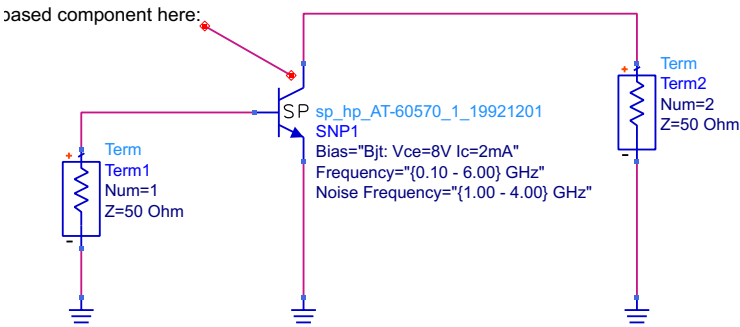 based component here:
SP
sp_hp_AT-60570_1_19921201
SNP1
Bias="Bjt: Vce=8V Ic=2mA"
Frequency="{0.10 - 6.00} GHz"
Noise Frequency="{1.00 - 4.00} GHz"
Term
Term1
Num=1
Z=50 Ohm
+
-
Term
Term2
Num=2
Z=50 Ohm
+
-